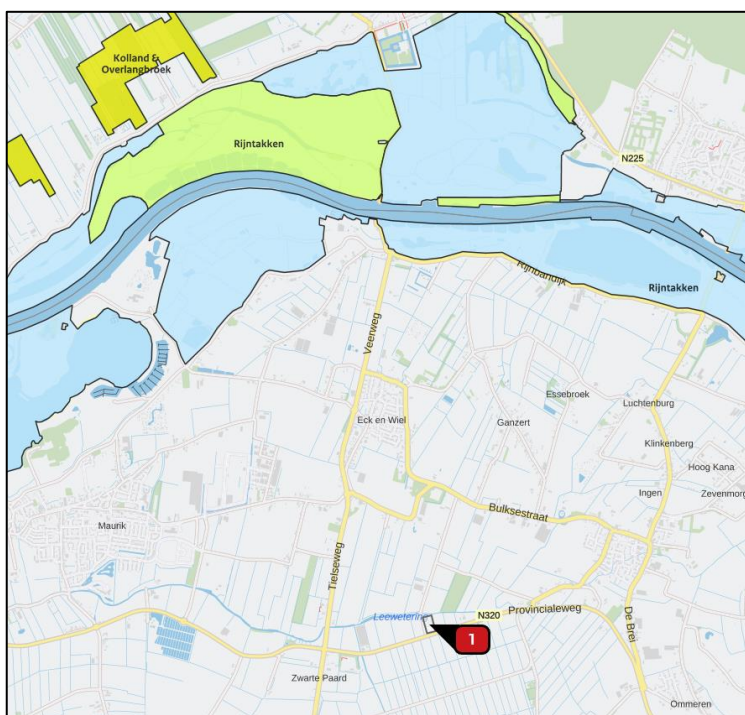 Kolland &
Overlangbroek
Rijntakken
N225
Rijnbandijk
Rijntakken
Veerweg
Essebroek
Luchtenburg
Eck en Wiel
Ganzert
Klinkenberg
Hoog Kana
Ingen
Zevenmorg
Bulksestraat
Maurik
Tielseweg
Leewetering
N320
Provincialeweg
De Brei
1
Zwarte Paard
Ommeren